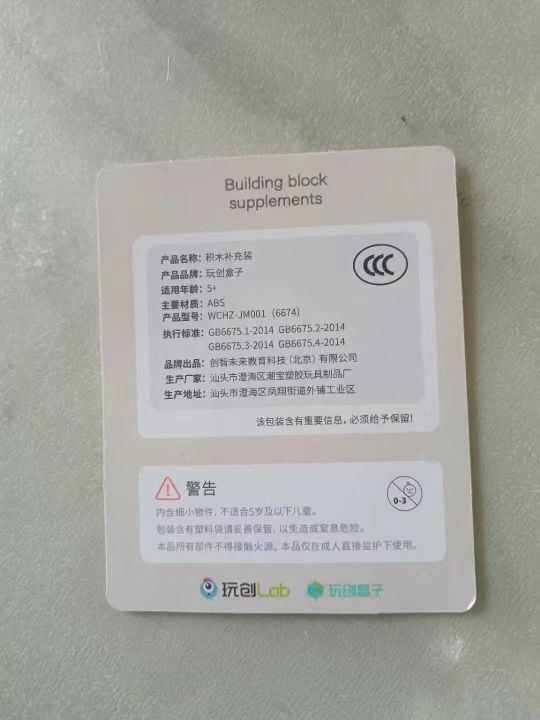 Building block
supplements
产品名称：积木补充装
产品品牌：玩创盒子
适用年龄：5+
主要材质：ABS
产品型号：WCHZ-JM001（6674）
执行标准：GB6675.1-2014 GB6675.2-2014
GB6675.3-2014 GB6675.4-2014
品牌出品：创智未来教育科技（北京）有限公司
生产厂家：汕头市澄海区潮宝塑胶玩具制品厂
生产地址：汕头市澄海区凤翔街道外铺工业区
CCC
该包装含有重要信息，必须给予保留！
警告
0-3
内含细小物件，不适合5岁及以下儿童。
包装含有塑料袋请妥善保管，以免造成窒息危险。
本品所有部件不得接触火源。本品仅在成人直接监护下使用。
玩创Lab 玩创盒子